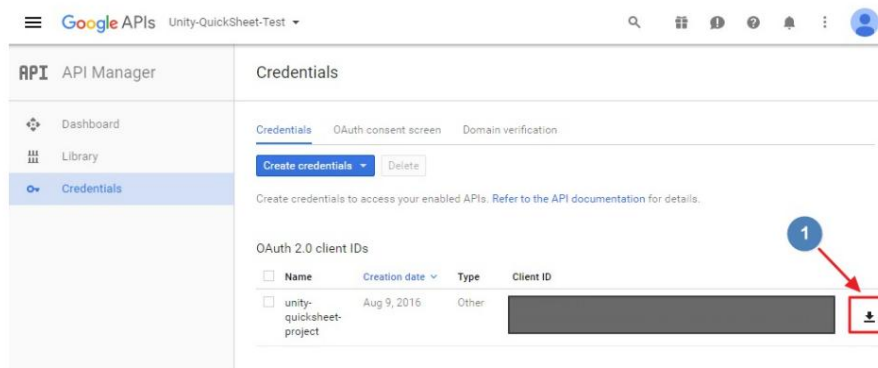 Google APIs Unity-QuickSheet-Test
API API Manager
Credentials
Dashboard
Library
Credentials
Credentials OAuth consent screen Domain verification
Create credentials Delete
Create credentials to access your enabled APIs. Refer to the API documentation for details.
1
OAuth 2.0 client IDs
Name Creation date Type Client ID
unity-
quicksheet-
project
Aug 9, 2016 Other